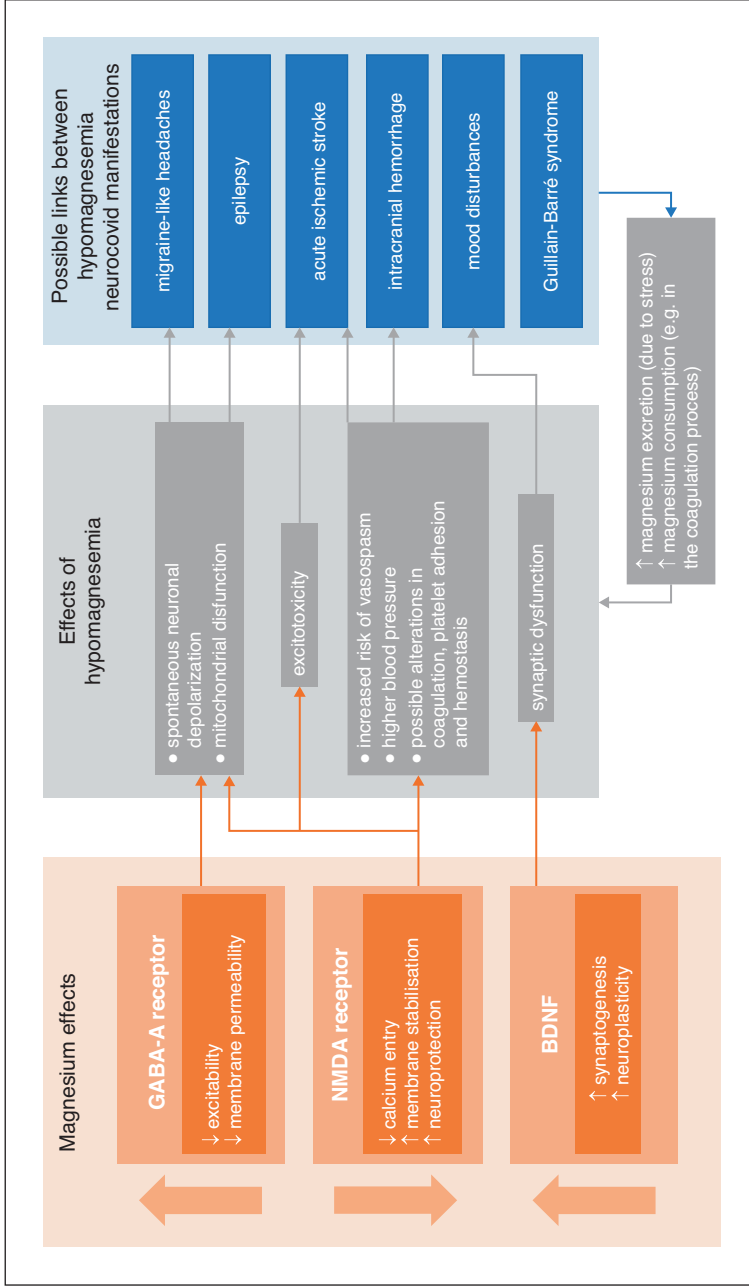 Magnesium effects
GABA-A receptor
↓ excitability
↓ membrane permeability
NMDA receptor
↓ calcium entry
↑ membrane stabilisation
↑ neuroprotection
BDNF
↑ synaptogenesis
↑ neuroplasticity
Effects of
hypomagnesemia
● spontaneous neuronal
depolarization
● mitochondrial disfunction
excitotoxicity
● increased risk of vasospasm
● higher blood pressure
● possible alterations in
coagulation, platelet adhesion
and hemostasis
synaptic dysfunction
Possible links between
hypomagnesemia
neurocovid manifestations
migraine-like headaches
epilepsy
acute ischemic stroke
intracranial hemorrhage
mood disturbances
Guillain-Barré syndrome
↑ magnesium excretion (due to stress)
↑ magnesium consumption (e.g. in
the coagulation process)